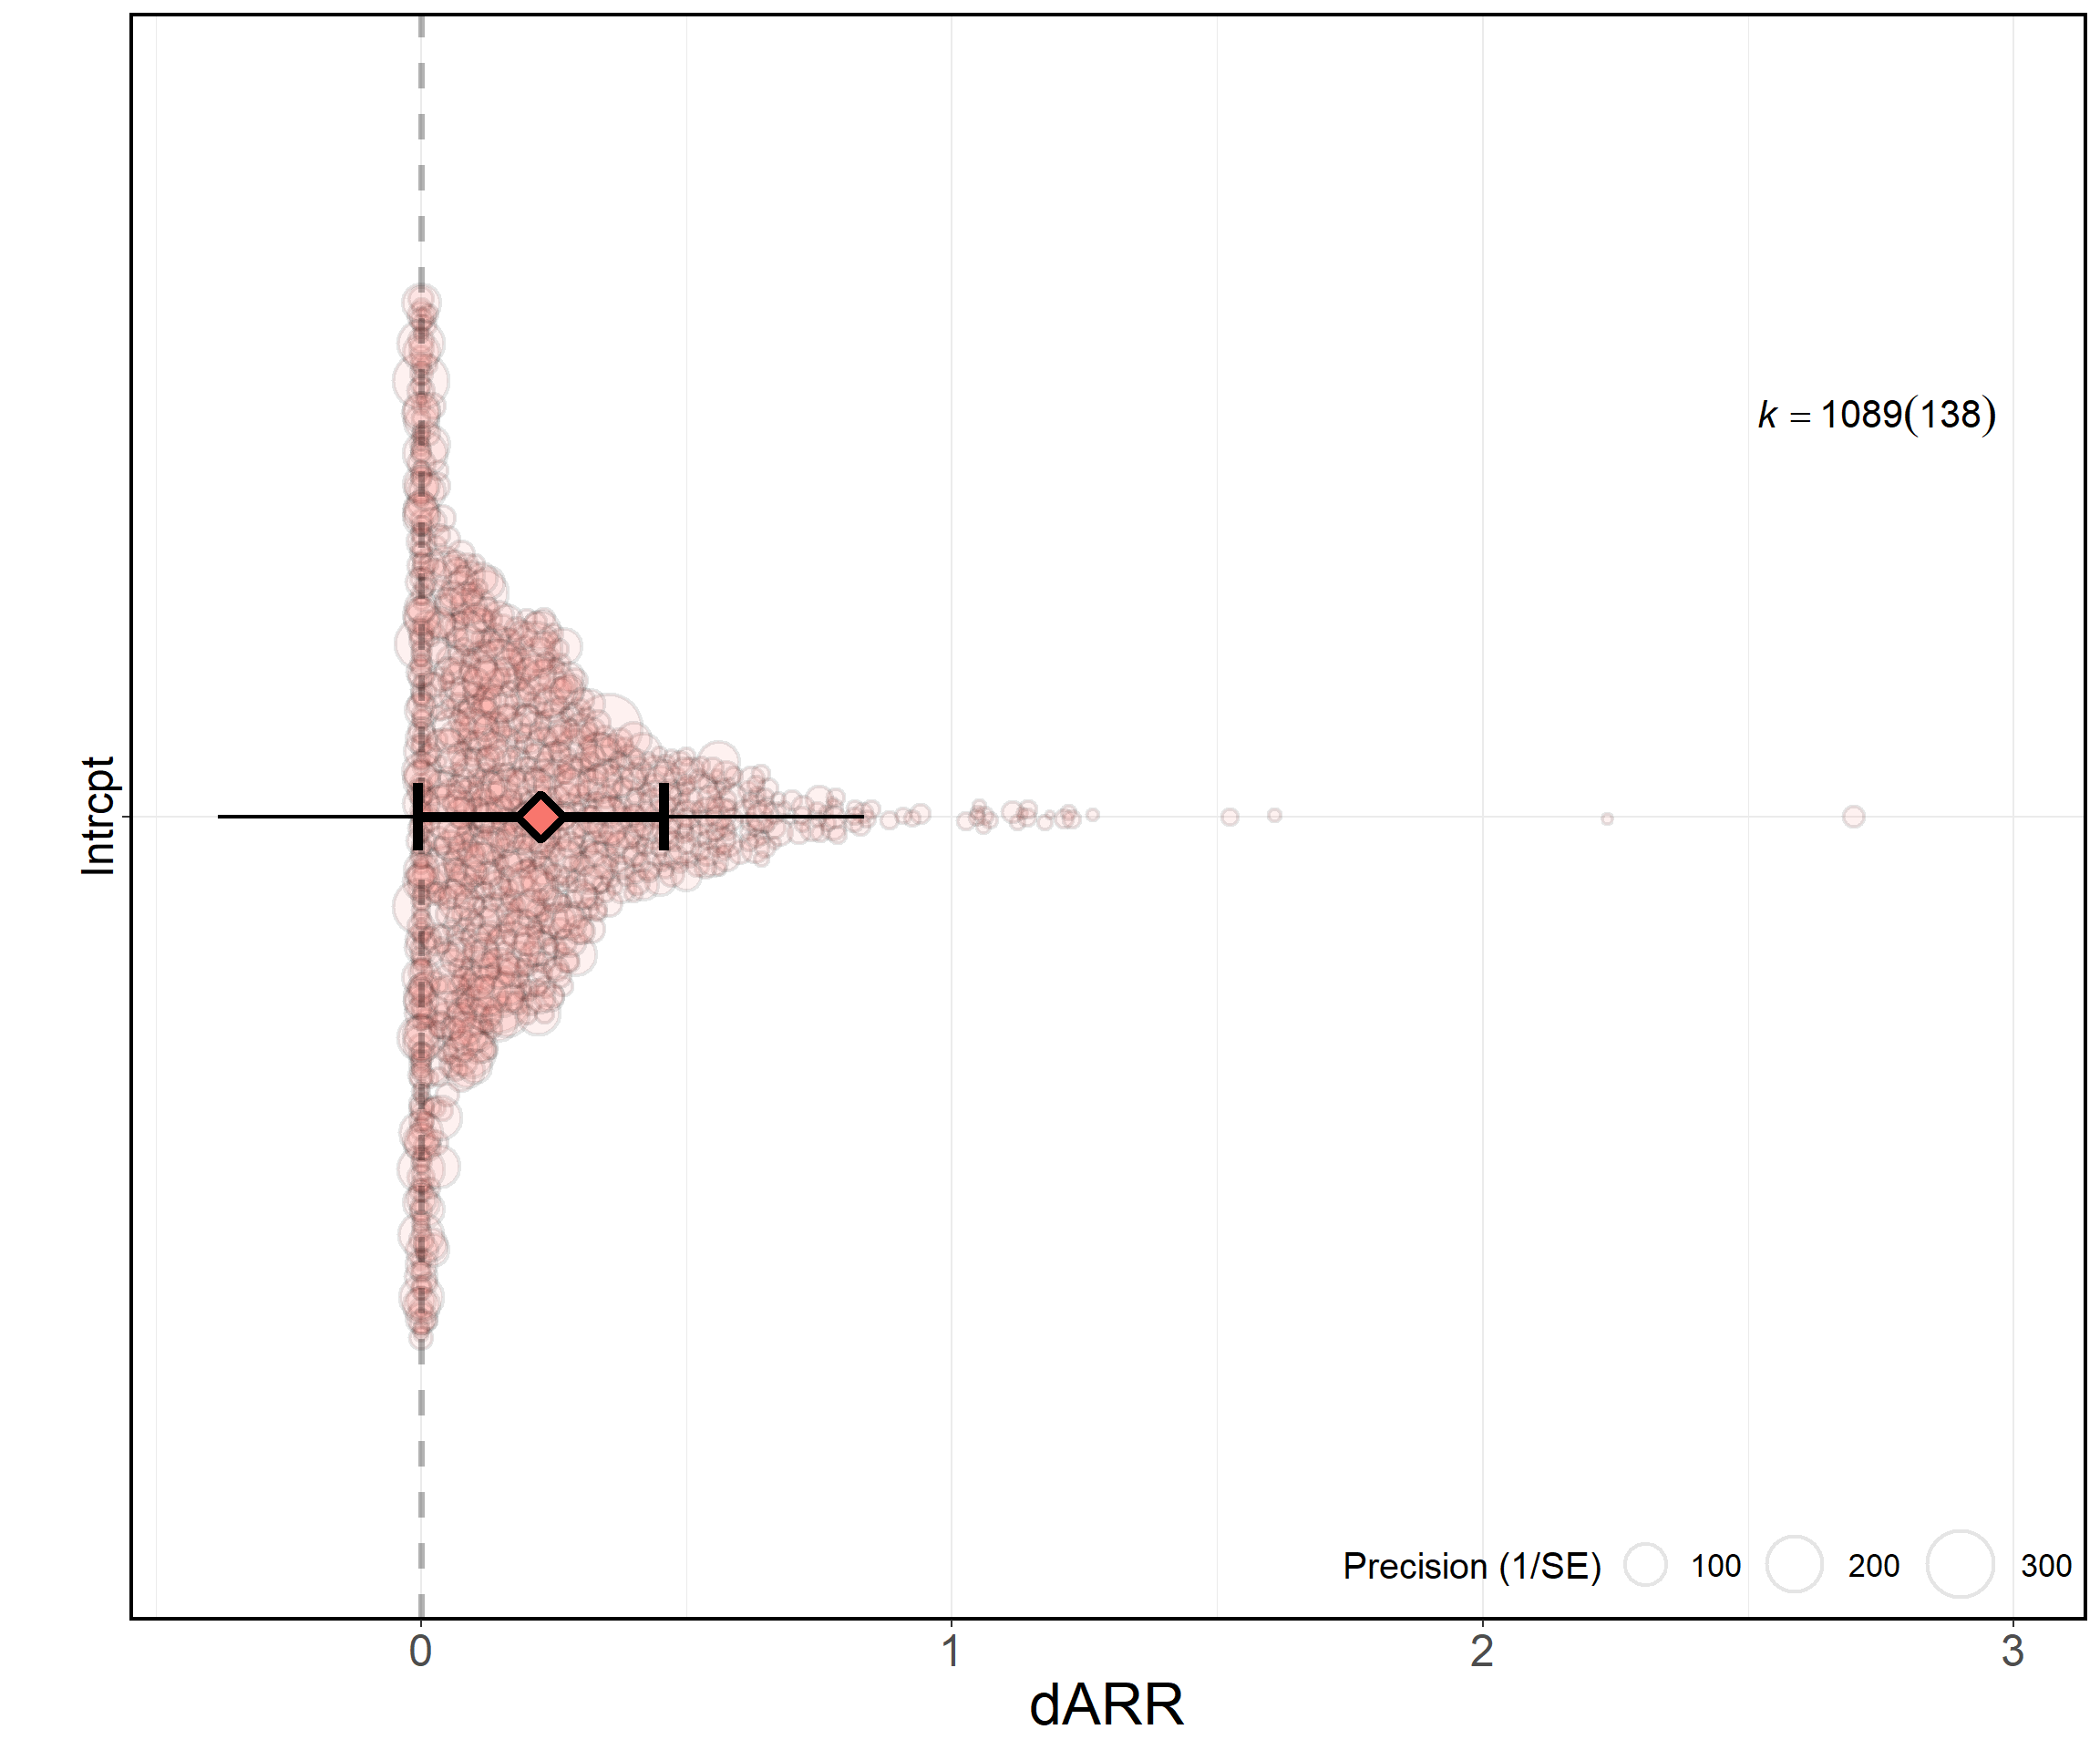 k = 1089(138)
Intrcpt
Precision (1/SE) 100 200 300
0 1 2 3
dARR